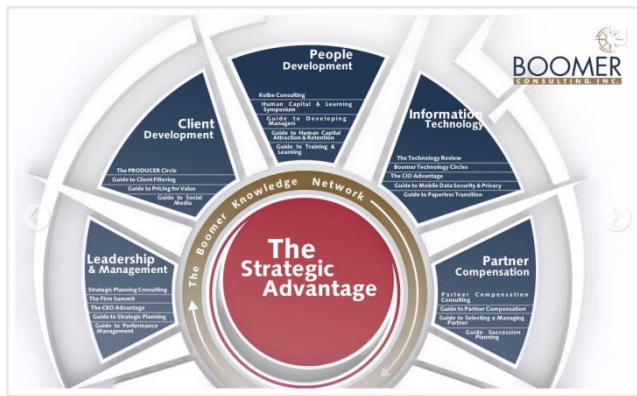 BOOMER
CONSULTING, INC.
People
Development
Kolbe Consulting
Human Capital & Learning
Symposium
Guide to Developing
Managers
Guide to Human Capital
Attraction & Retention
Guide to Training &
Learning
Client
Development
The PRODUCER Circle
Guide to Client Filtering
Guide to Pricing for Value
Guide to Social
Media
Information
Technology
The Technology Review
Boomer Technology Circles
The CIO Advantage
Guide to Mobile Data Security & Privacy
Guide to Paperless Transition
Leadership
& Management
Strategic Planning Consulting
The Firm Summit
The CEO Advantage
Guide to Strategic Planning
Guide to Performance
Management
Partner
Compensation
Partner Compensation
Consulting
Guide to Partner Compensation
Guide to Selecting a Managing
Partner
Guide Succession
Planning
The Boomer Knowledge Network
The
Strategic
Advantage